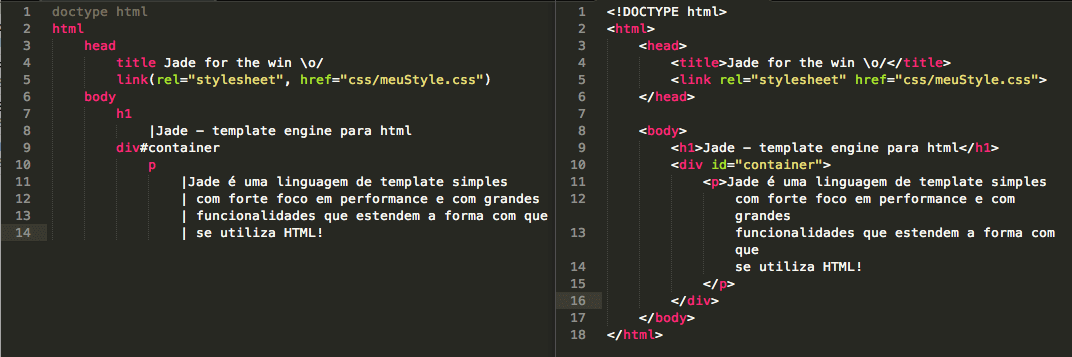 1 doctype html
2 html
3 head
4 title Jade for the win \o/
5 link(rel="stylesheet", href="css/meuStyle.css")
6 body
7 h1
8 |Jade - template engine para html
9 div#container
10 p
11 |Jade é uma linguagem de template simples
12 | com forte foco em performance e com grandes
13 | funcionalidades que estendem a forma com que
14 | se utiliza HTML!
1 <!DOCTYPE html>
2 <html>
3 <head>
4 <title>Jade for the win \o/</title>
5 <link rel="stylesheet" href="css/meuStyle.css">
6 </head>
7
8 <body>
9 <h1>Jade - template engine para html</h1>
10 <div id="container">
11 <p>Jade é uma linguagem de template simples
12 com forte foco em performance e com
grandes
13 funcionalidades que estendem a forma com
que
14 se utiliza HTML!
15 </p>
16 </div>
17 </body>
18 </html>